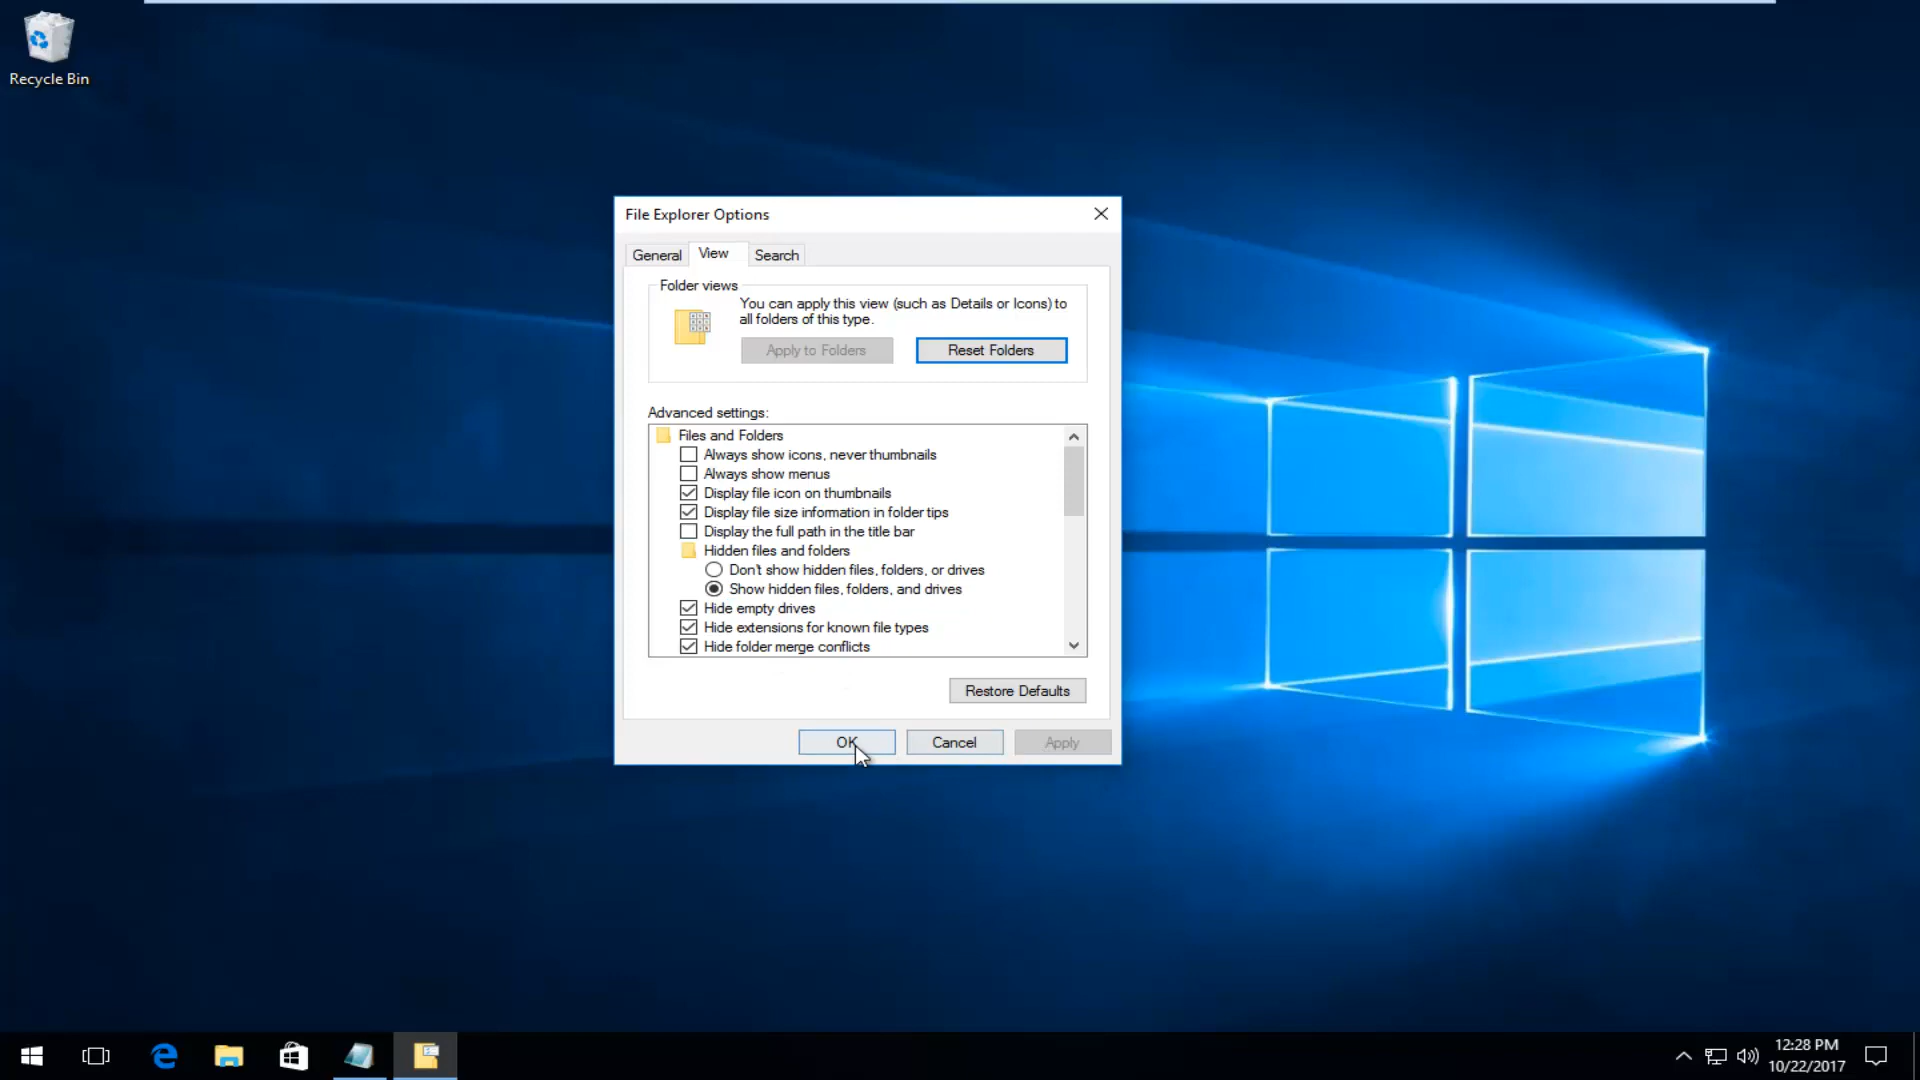 Recycle Bin
File Explorer Options
General
View
Search
Folder views
You can apply this view (such as Details or Icons) to
all folders of this type.
Apply to Folders
Reset Folders
Advanced settings:
Files and Folders
Always show icons, never thumbnails
Always show menus
Display file icon on thumbnails
Display file size information in folder tips
Display the full path in the title bar
Hidden files and folders
Don't show hidden files, folders, or drives
Show hidden files, folders, and drives
Hide empty drives
Hide extensions for known file types
Hide folder merge conflicts
Restore Defaults
OK
Cancel
Apply
12:28 PM
10/22/2017